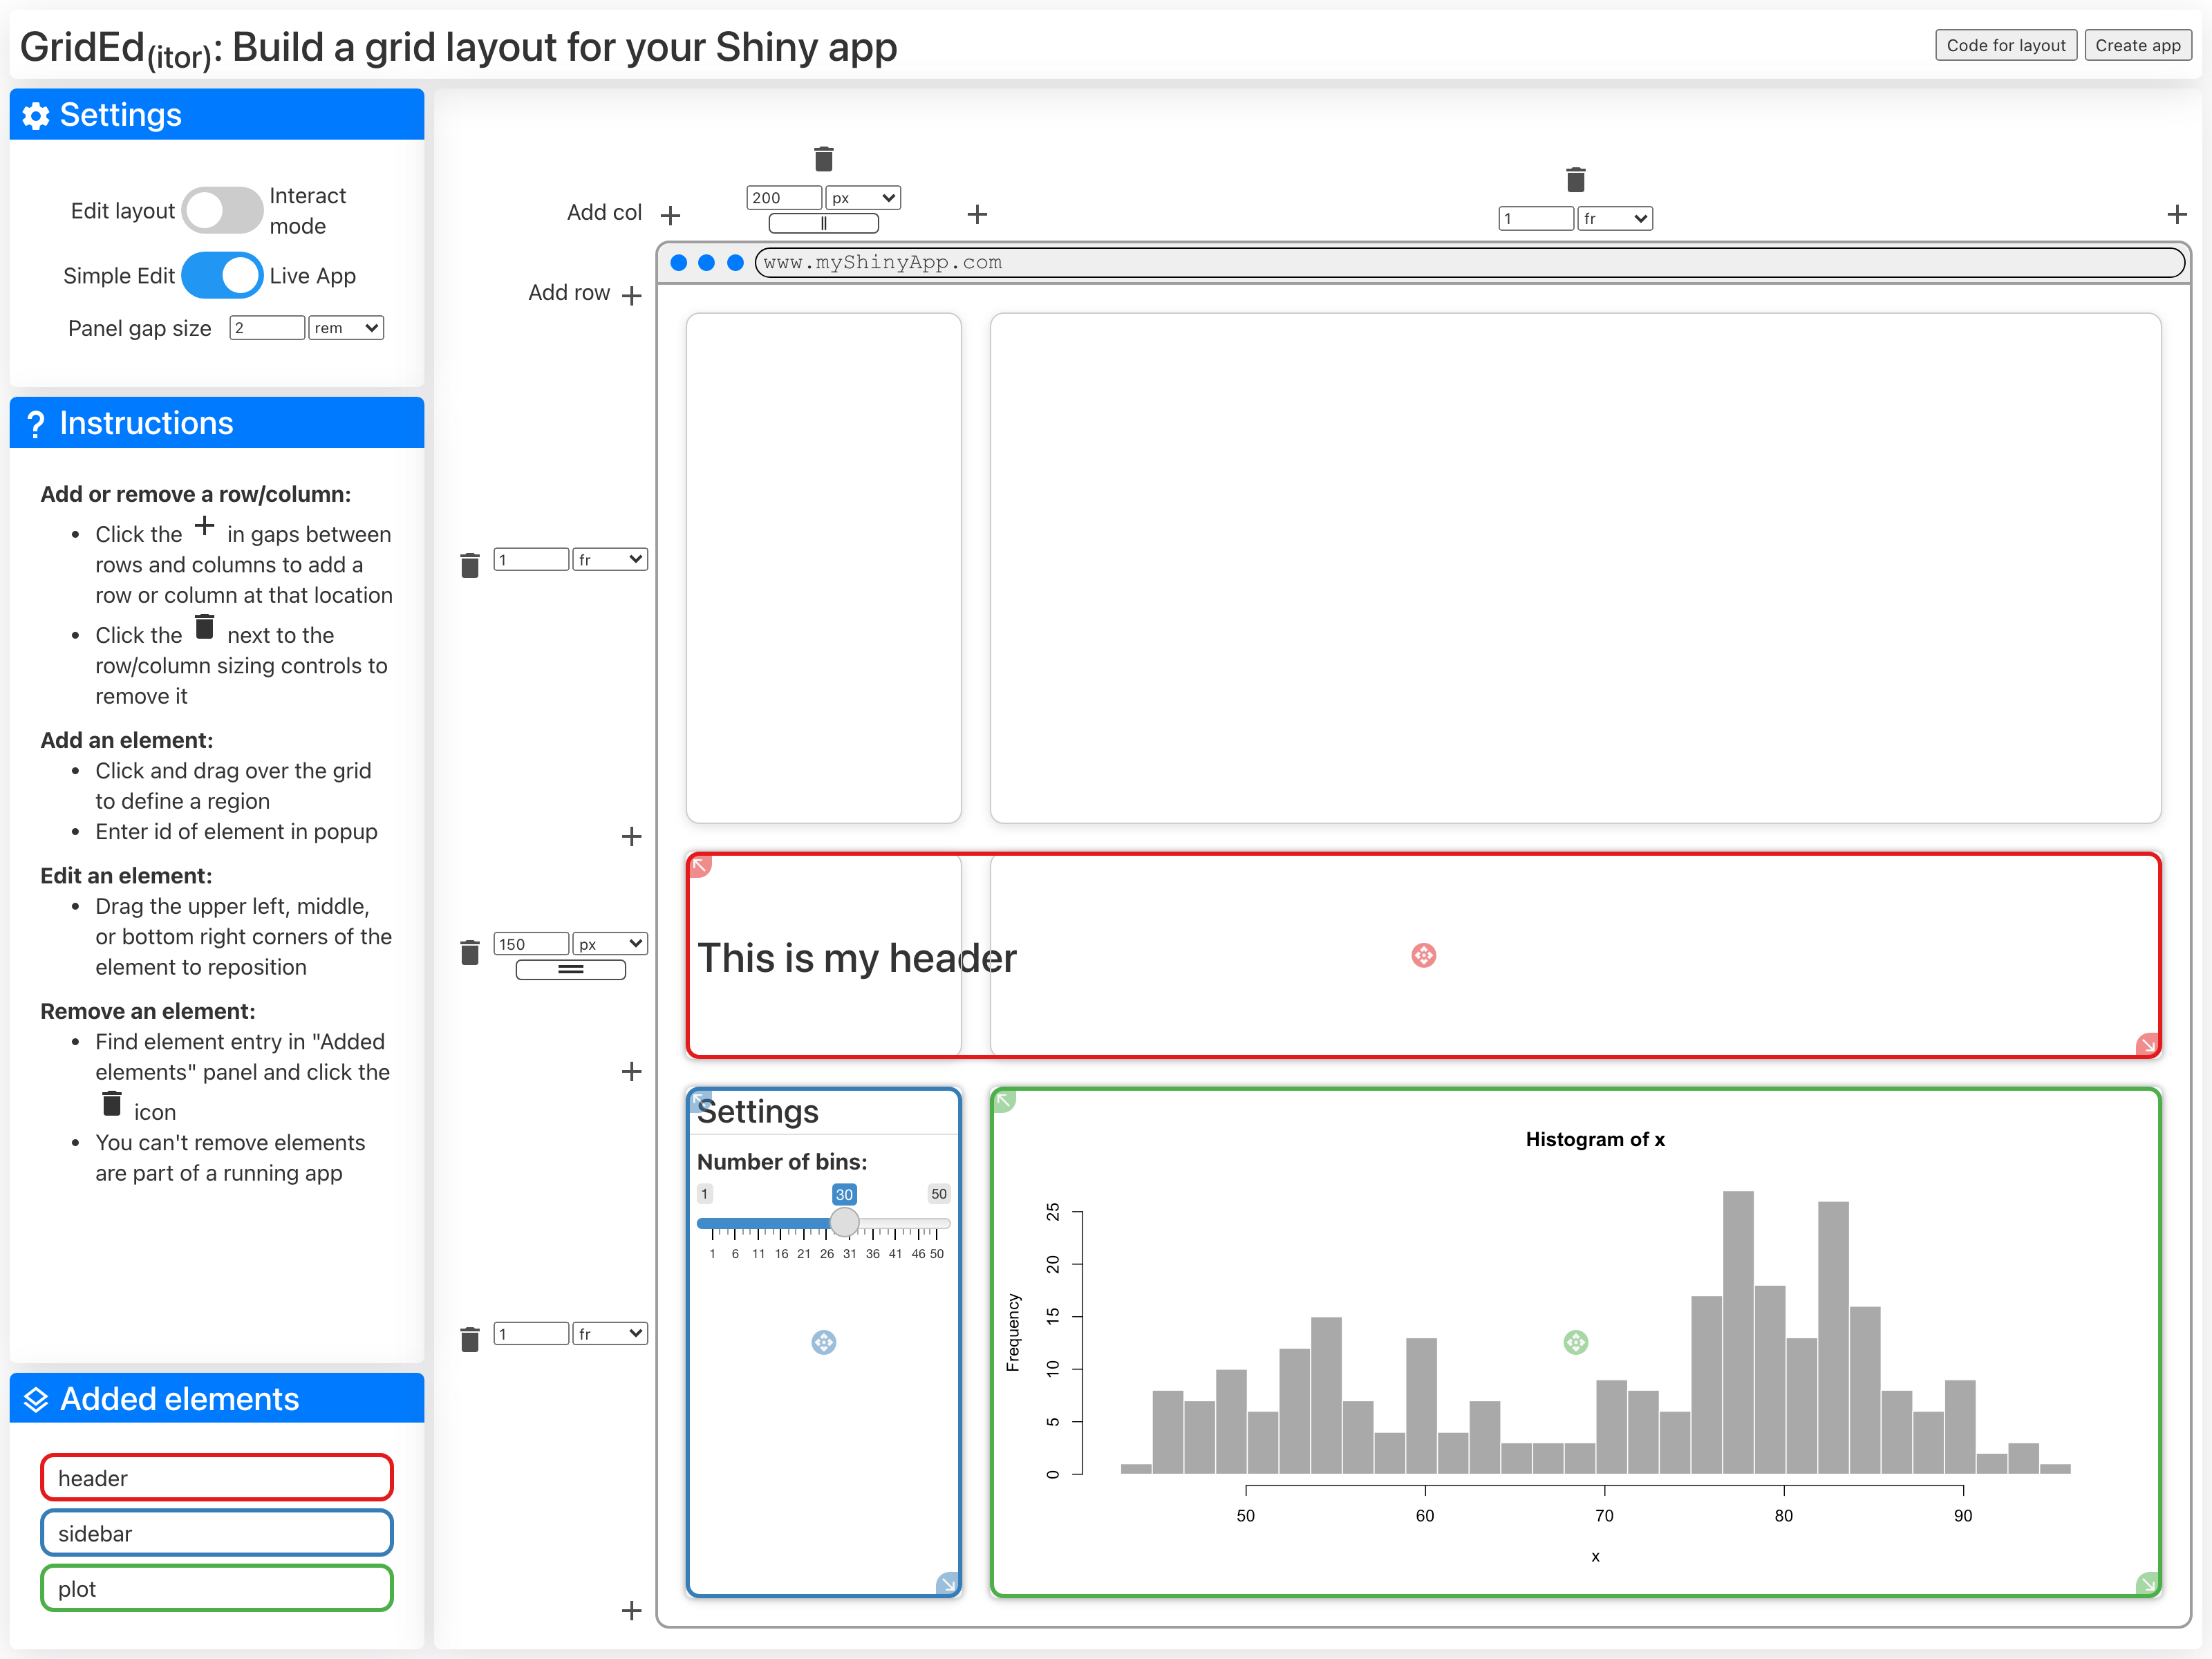 GridEd(itor): Build a grid layout for your Shiny app
Code for layout
Create app
Settings
Edit layout
Interact
mode
Simple Edit
Live App
Panel gap size
2
rem
Instructions
Add or remove a row/column:
• Click the + in gaps between
rows and columns to add a
row or column at that location
• Click the next to the
row/column sizing controls to
remove it
Add an element:
• Click and drag over the grid
to define a region
• Enter id of element in popup
Edit an element:
• Drag the upper left, middle,
or bottom right corners of the
element to reposition
Remove an element:
• Find element entry in "Added
elements" panel and click the
icon
• You can't remove elements
are part of a running app
Added elements
header
sidebar
plot
Add col
200
px
1
fr
www.myShinyApp.com
Add row
1
fr
150
px
This is my header
1
fr
Settings
Number of bins:
1
30
50
1 6 11 16 21 26 31 36 41 46 50
Histogram of x
Frequency
25
20
15
10
5
0
50 60 70 80 90
x